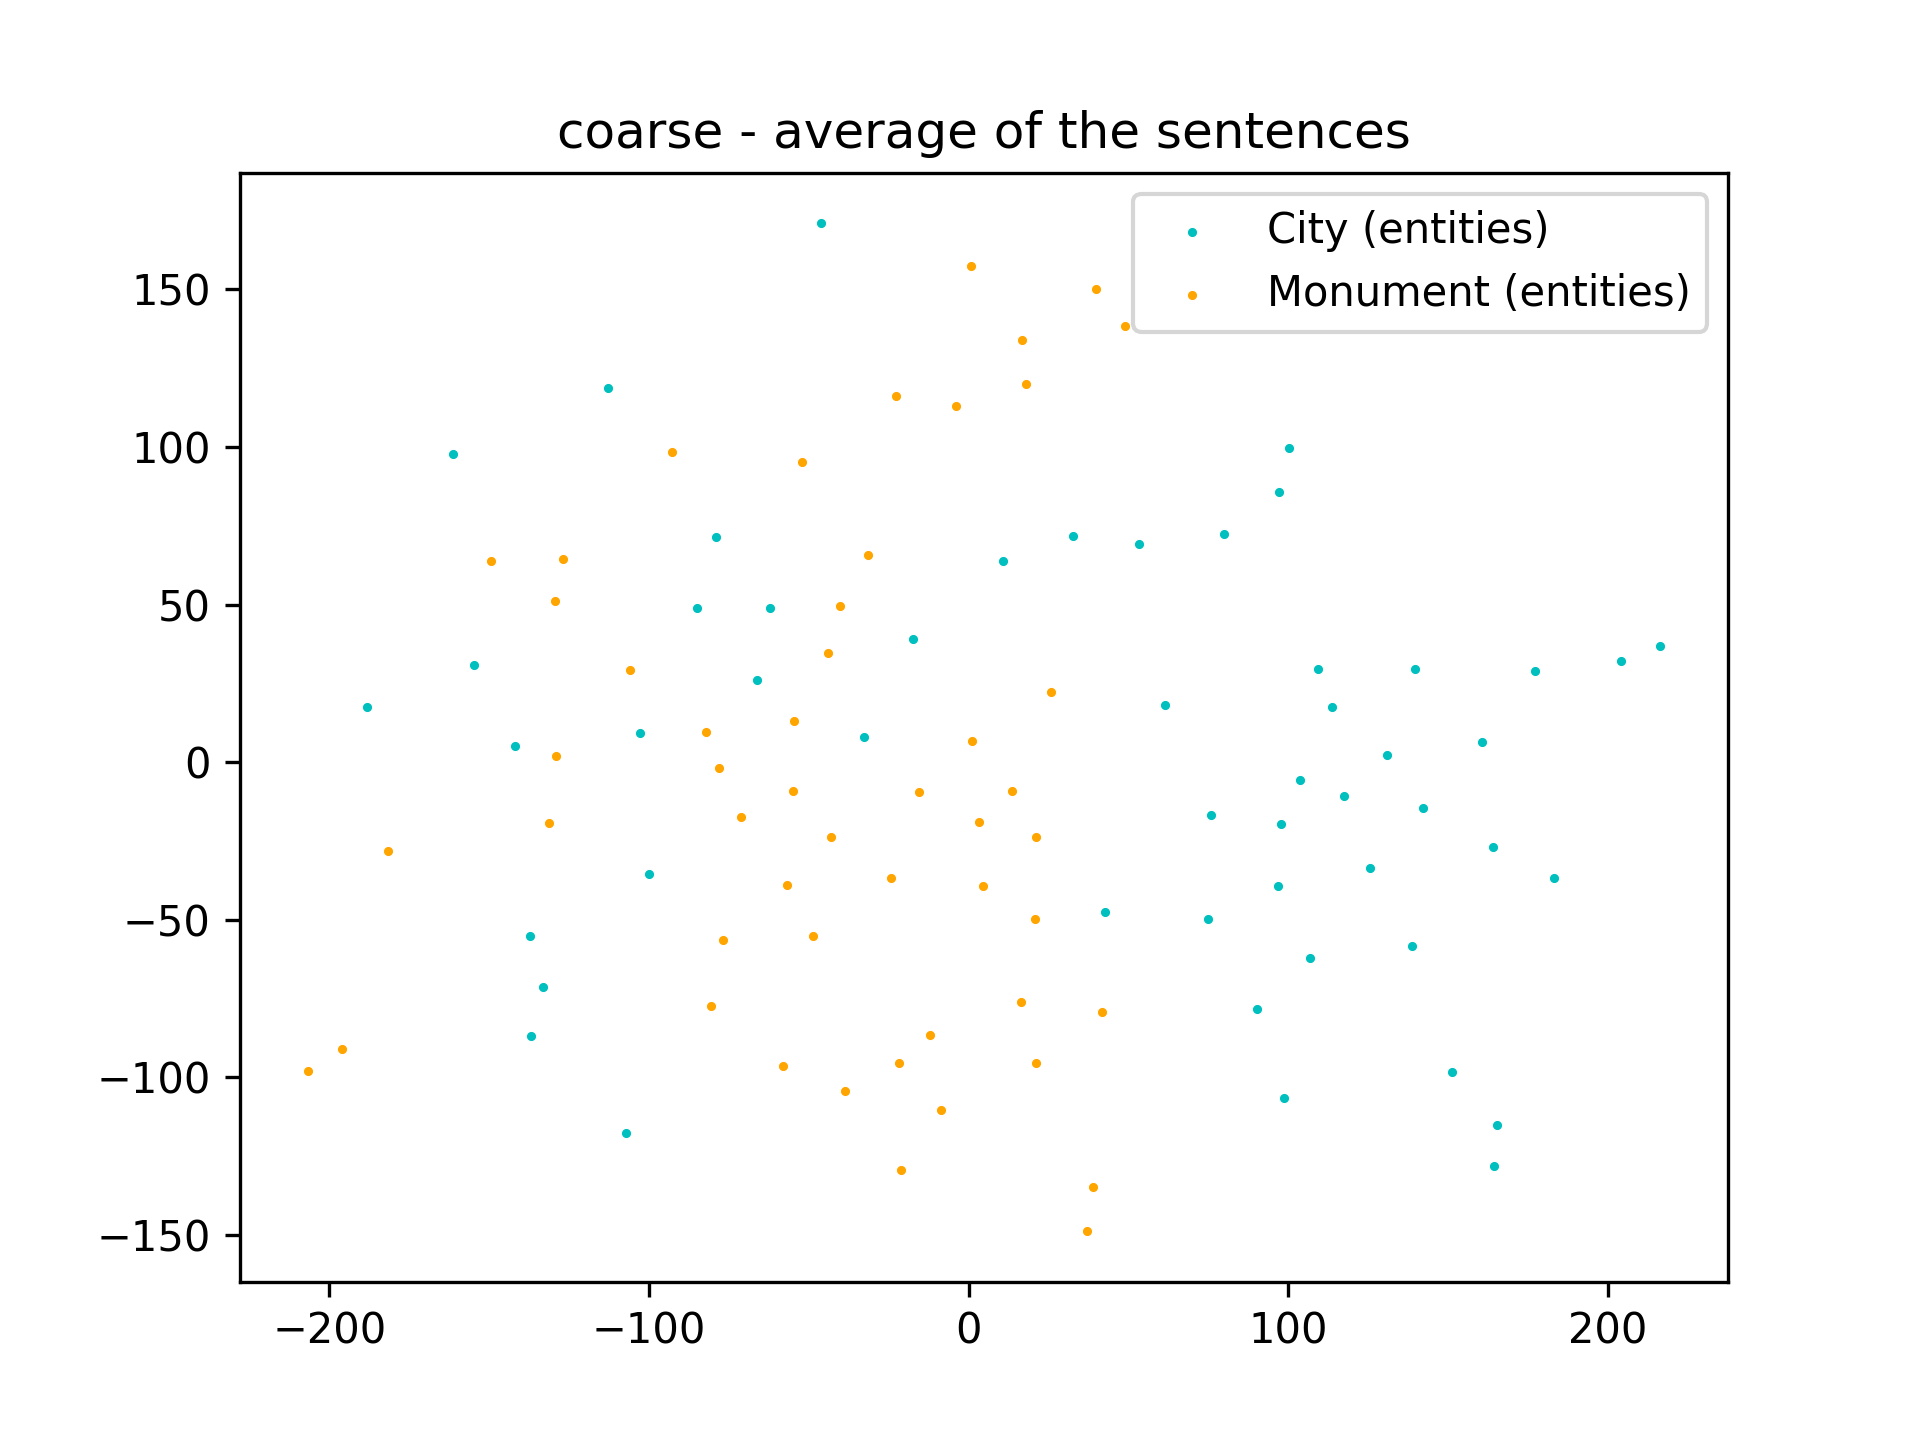 coarse - average of the sentences
City (entities)
Monument (entities)
150
100
50
0
−50
−100
−150
−200 −100 0 100 200